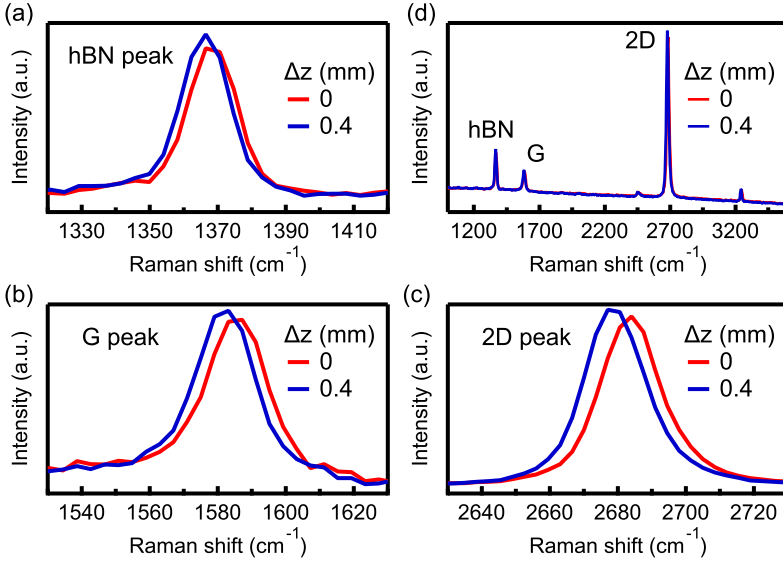 (a)
hBN peak
Δz (mm)
0
0.4
Intensity (a.u.)
1330 1350 1370 1390 1410
Raman shift (cm⁻¹)
(d)
2D
Δz (mm)
0
0.4
hBN
G
Intensity (a.u.)
1200 1700 2200 2700 3200
Raman shift (cm⁻¹)
(b)
G peak
Δz (mm)
0
0.4
Intensity (a.u.)
1540 1560 1580 1600 1620
Raman shift (cm⁻¹)
(c)
2D peak
Δz (mm)
0
0.4
Intensity (a.u.)
2640 2660 2680 2700 2720
Raman shift (cm⁻¹)